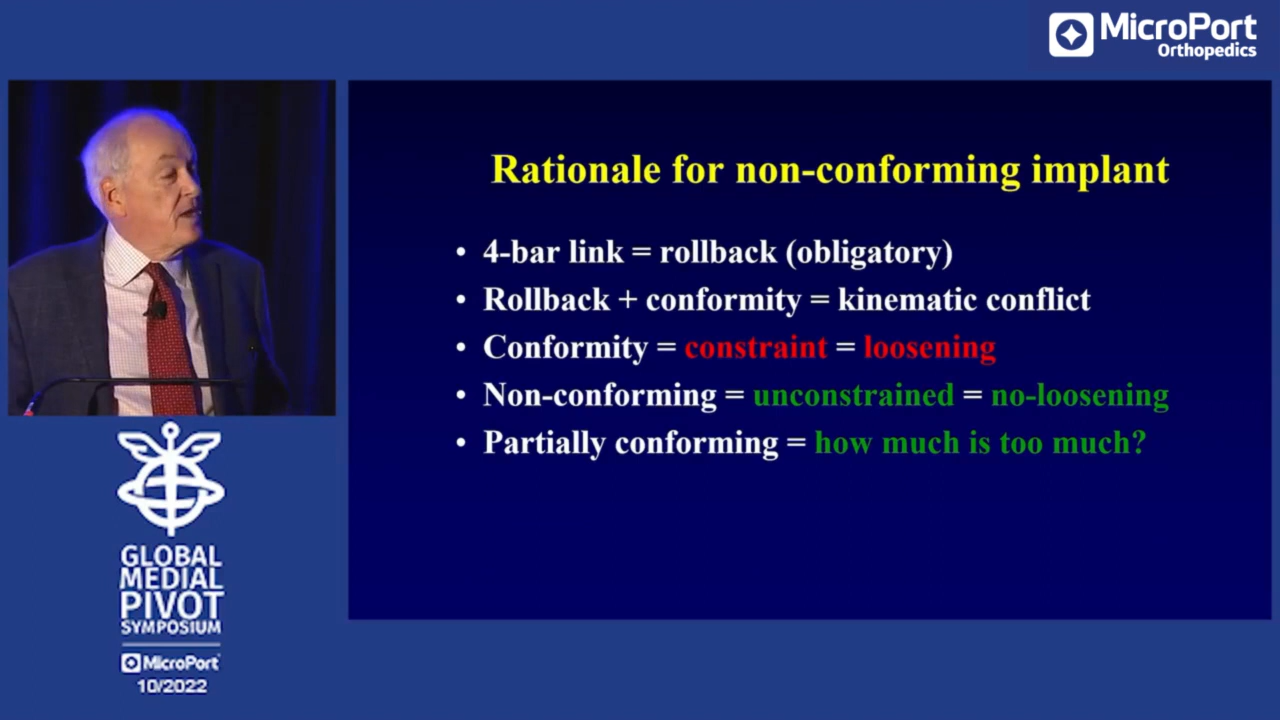 MicroPort
Orthopedics
Rationale for non-conforming implant
• 4-bar link = rollback (obligatory)
• Rollback + conformity = kinematic conflict
• Conformity = constraint = loosening
• Non-conforming = unconstrained = no-loosening
• Partially conforming = how much is too much?
GLOBAL
MEDIAL
PIVOT
SYMPOSIUM
MicroPort
10/2022